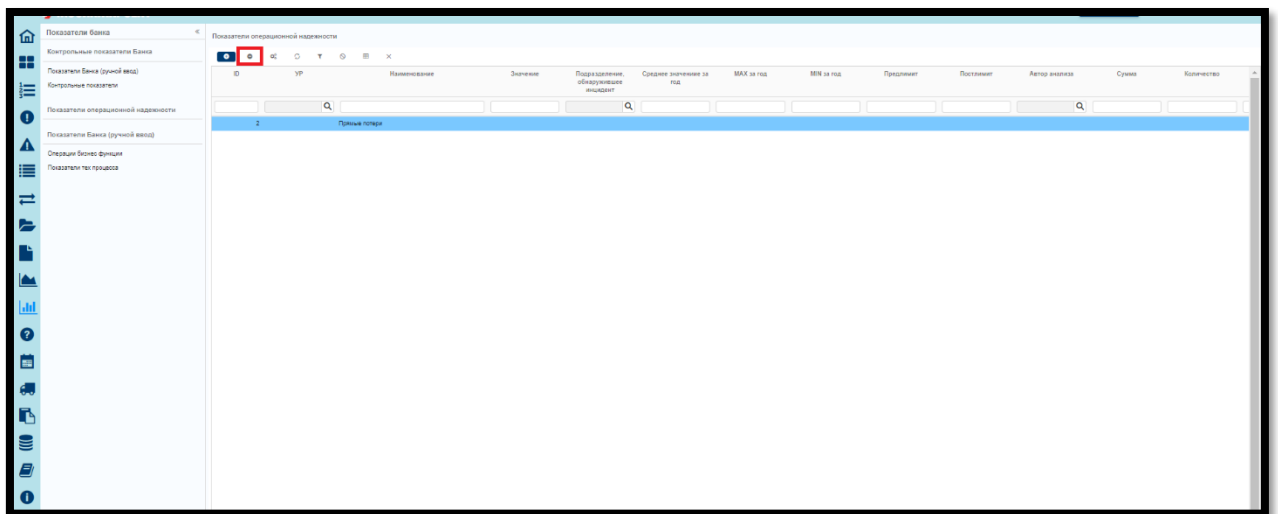 Показатели банка
«
Контрольные показатели Банка
Показатели Банка (ручной ввод)
Контрольные показатели
Показатели операционной надежности
Показатели Банка (ручной ввод)
Операции бизнес функции
Показатели тех процесса
Показатели операционной надежности
ID УР Наименование Значение Подразделение, обнаружившее инцидент Среднее значение за год MAX за год MIN за год Предлимит Постлимит Автор анализа Сумма Количество
2 Прямые потери